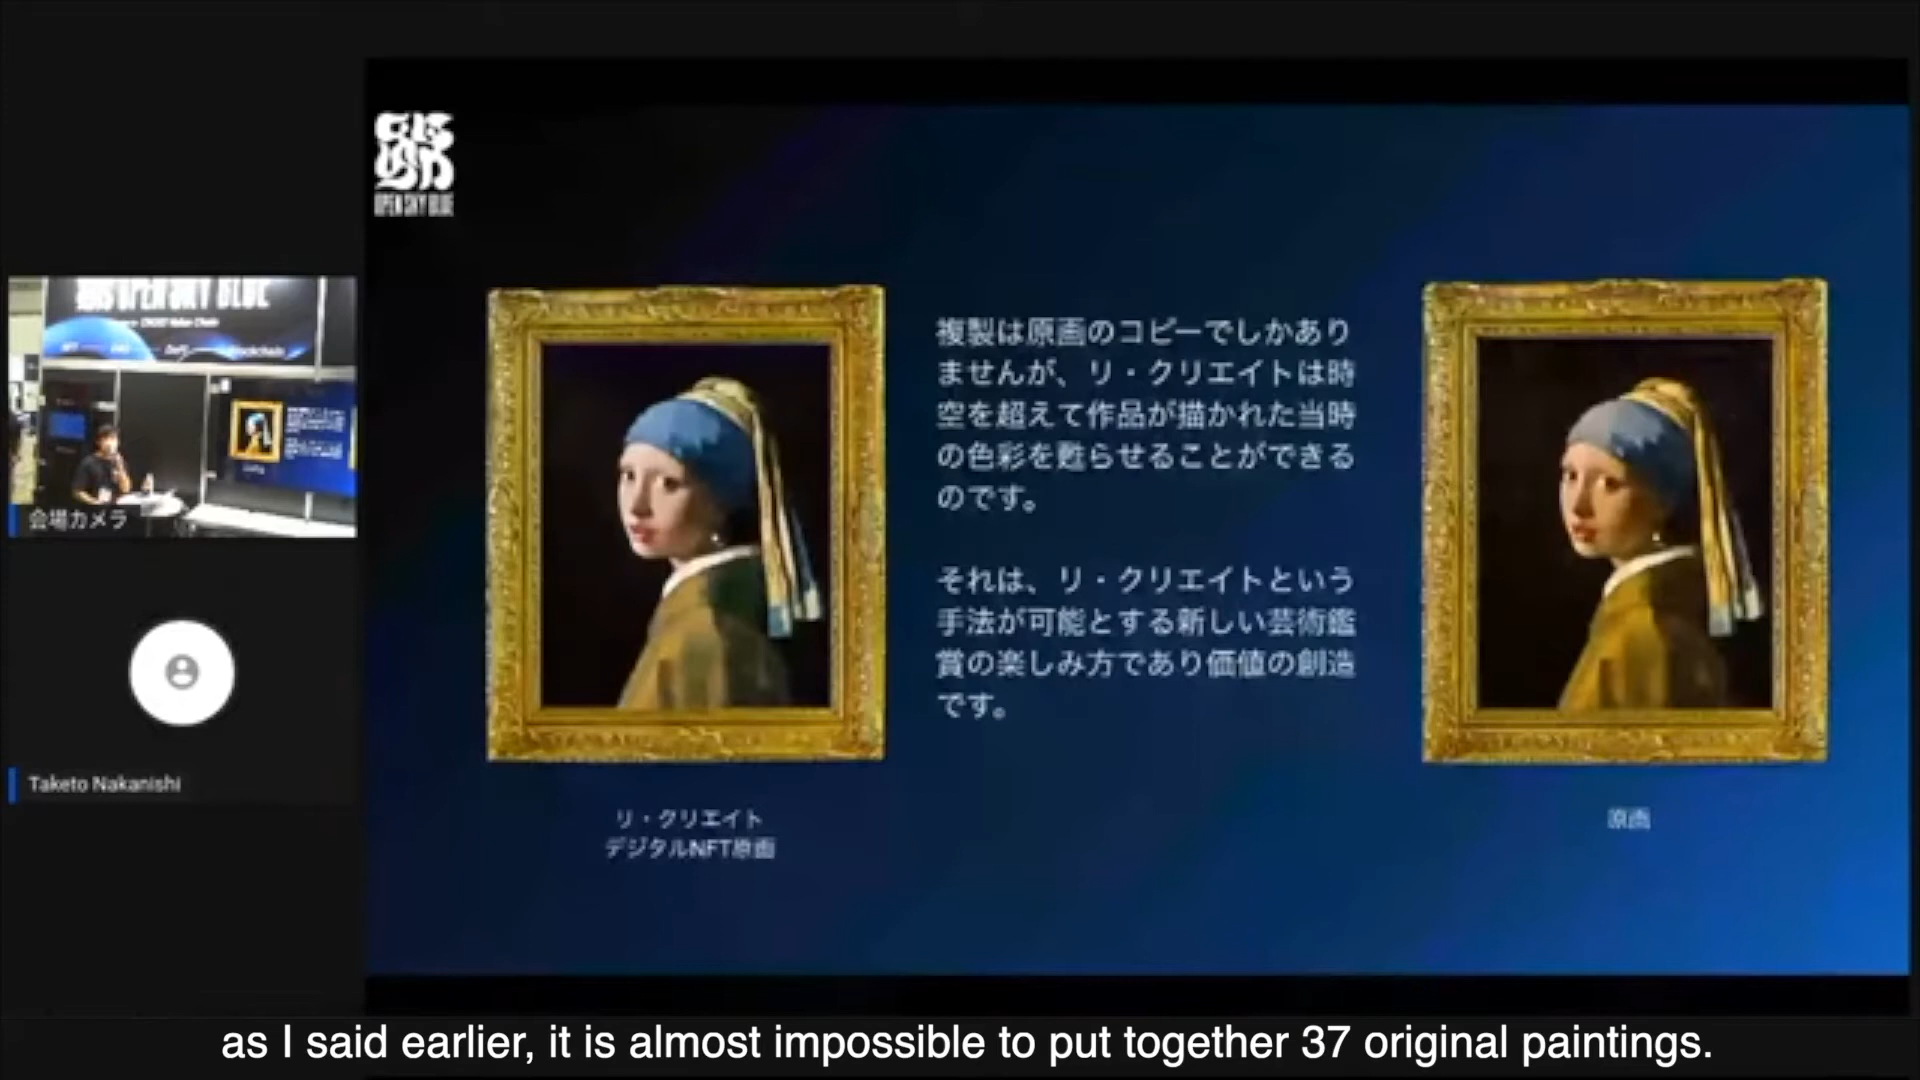 OPEN SKY BLUE
複製は原画のコピーでしかあり
ませんが、リ・クリエイトは時
空を超えて作品が描かれた当時
の色彩を甦らせることができる
のです。
それは、リ・クリエイトという
手法が可能とする新しい芸術鑑
賞の楽しみ方であり価値の創造
です。
リ・クリエイト
デジタルNFT原画
原画
OPEN SKY BLUE
会場カメラ
Taketo Nakanishi
as I said earlier, it is almost impossible to put together 37 original paintings.